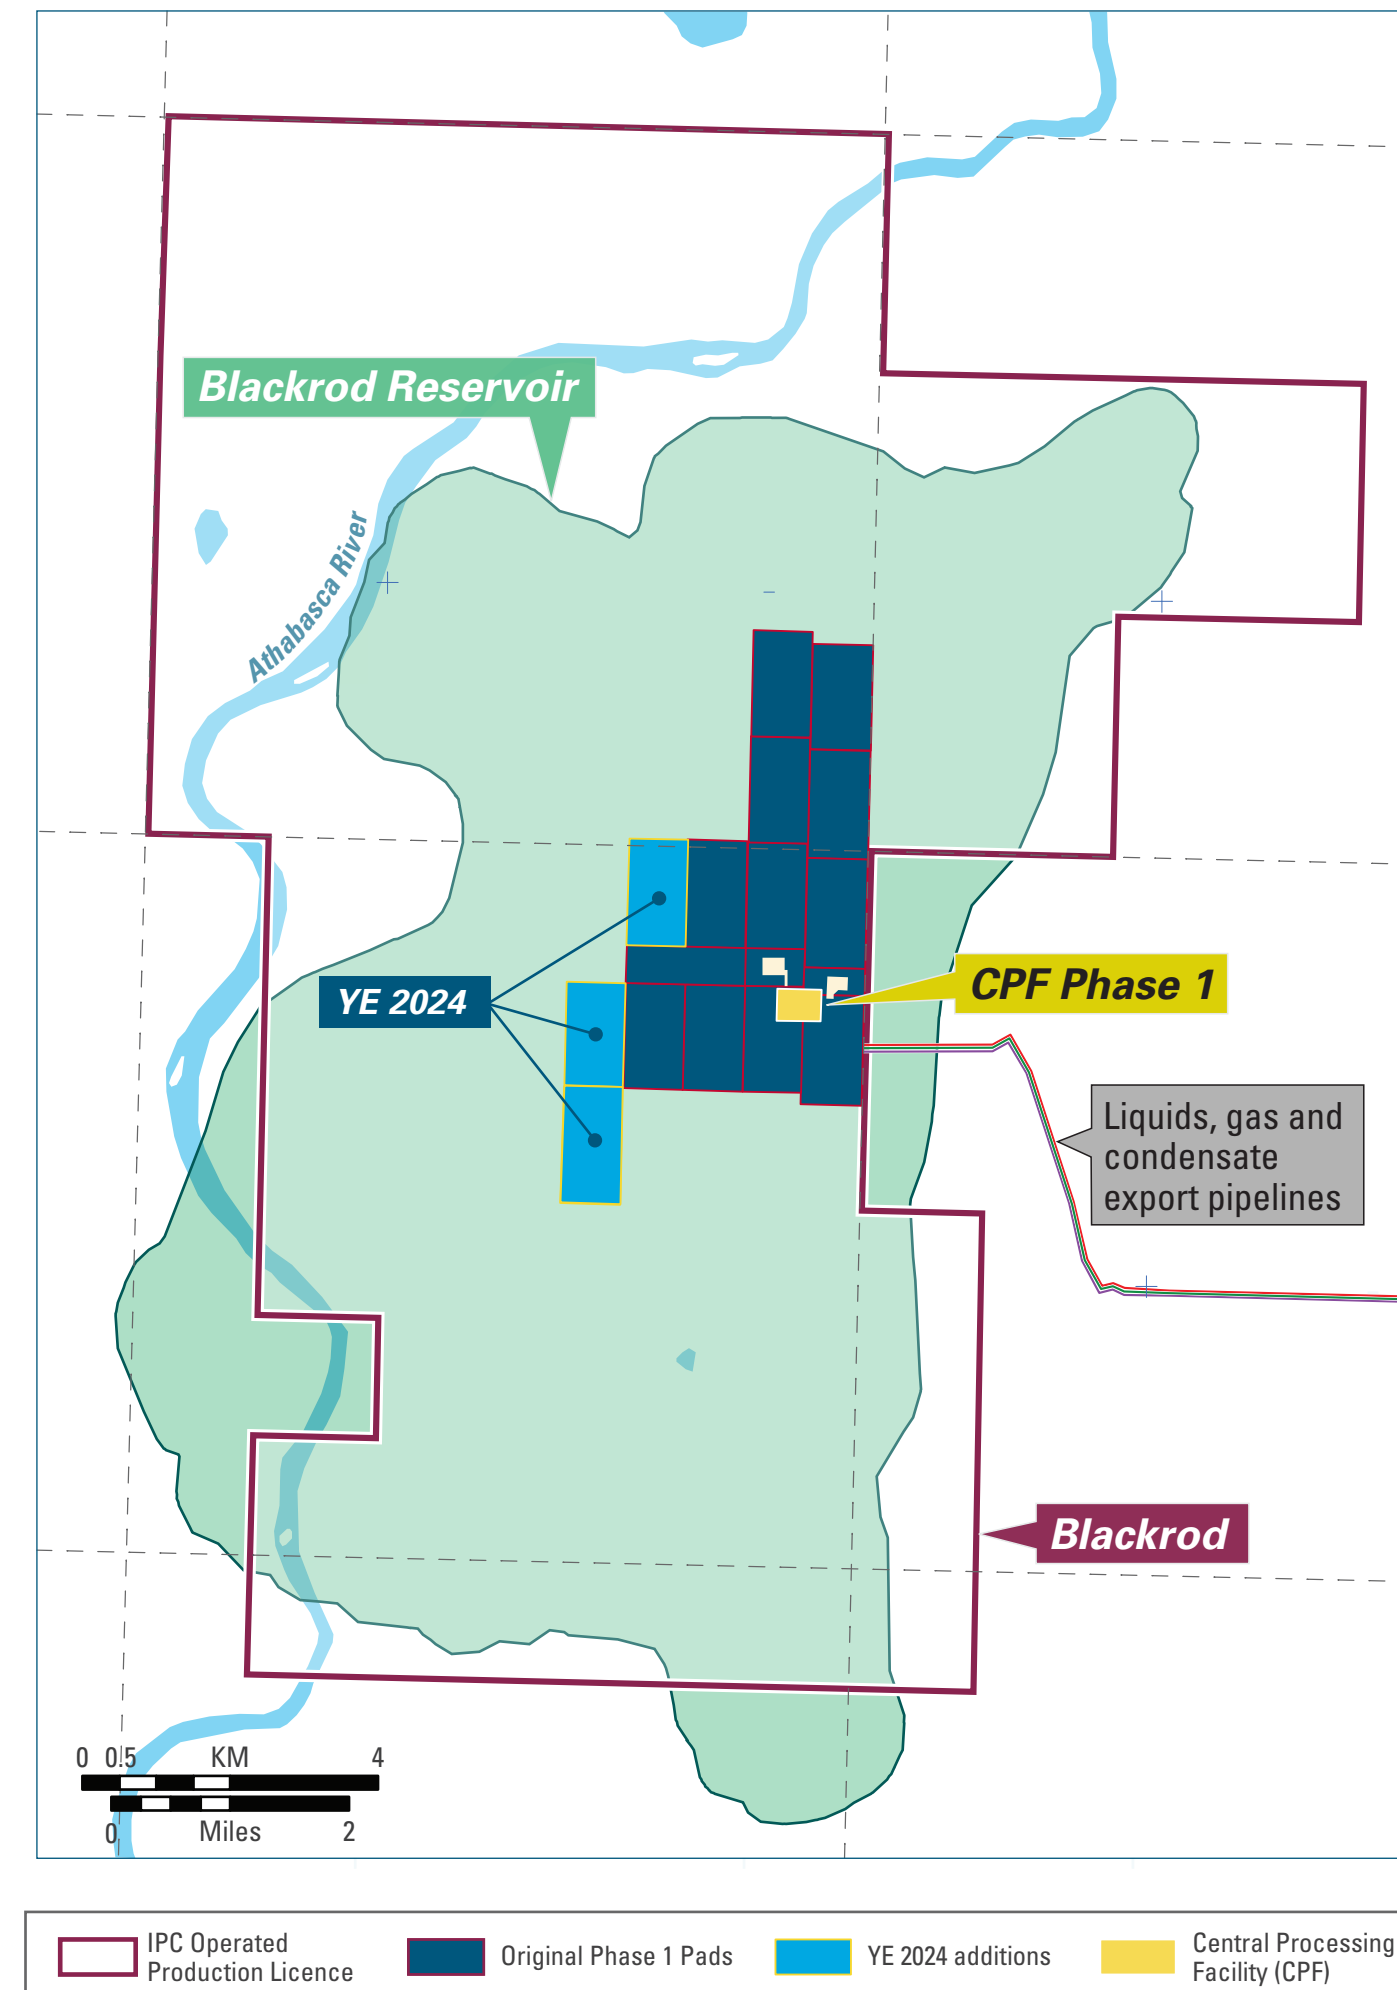 Blackrod Reservoir
Athabasca River
YE 2024
CPF Phase 1
Liquids, gas and
condensate
export pipelines
Blackrod
0 0.5 KM 4
0 Miles 2
IPC Operated
Production Licence
Original Phase 1 Pads
YE 2024 additions
Central Processing
Facility (CPF)